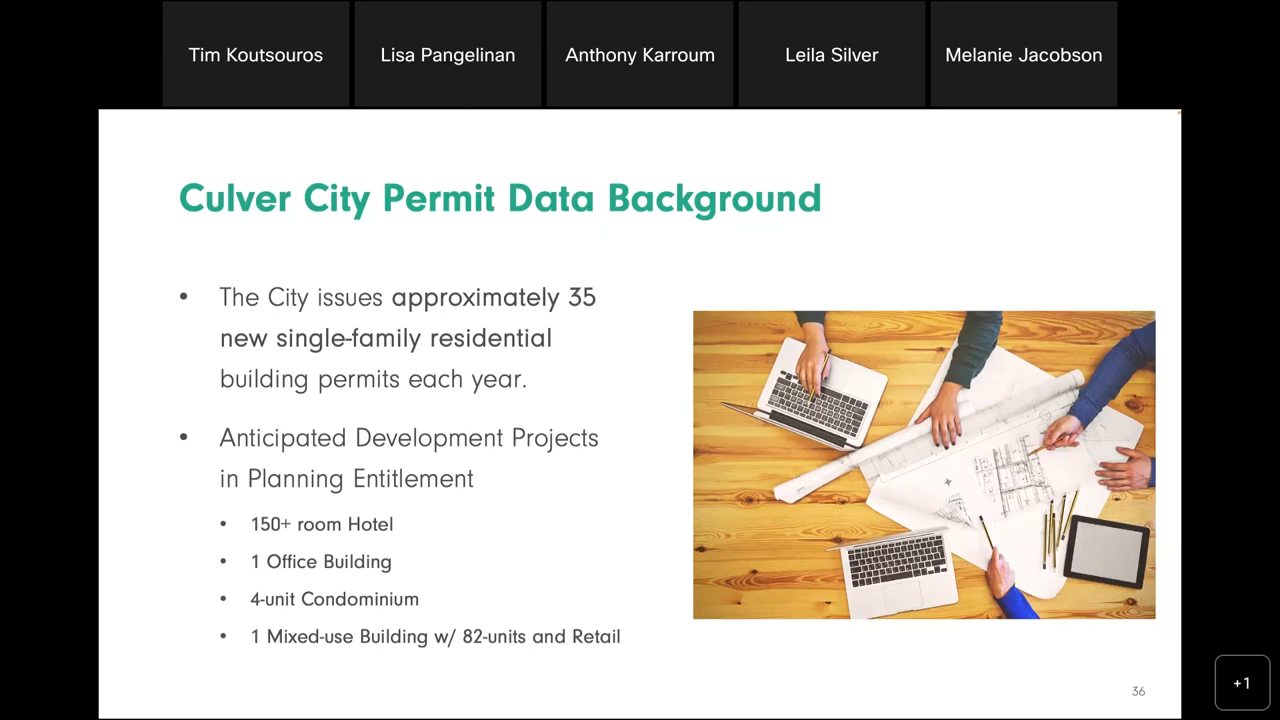 Tim Koutsouros
Lisa Pangelinan
Anthony Karroum
Leila Silver
Melanie Jacobson
Culver City Permit Data Background
• The City issues approximately 35
new single-family residential
building permits each year.
• Anticipated Development Projects
in Planning Entitlement
• 150+ room Hotel
• 1 Office Building
• 4-unit Condominium
• 1 Mixed-use Building w/ 82-units and Retail
36
+1